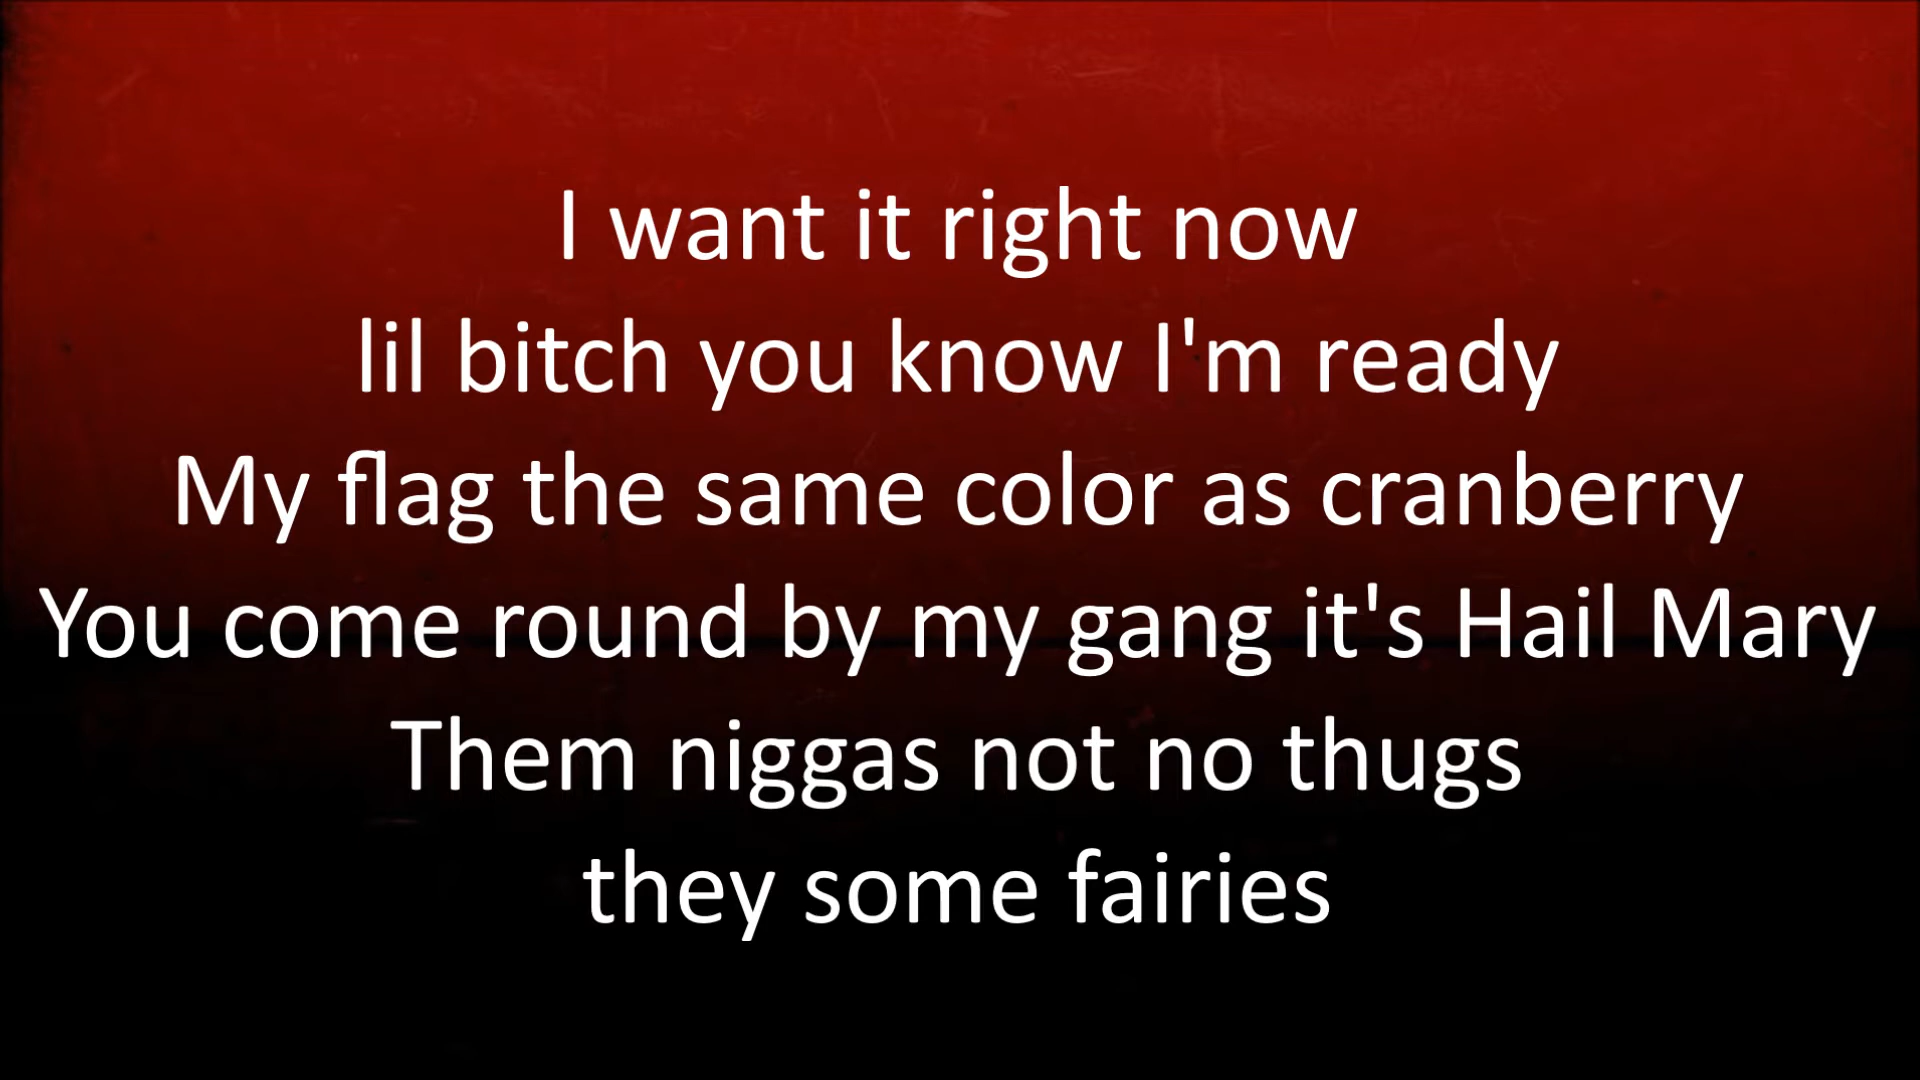 I want it right now
lil bitch you know I'm ready
My flag the same color as cranberry
You come round by my gang it's Hail Mary
Them niggas not no thugs
they some fairies